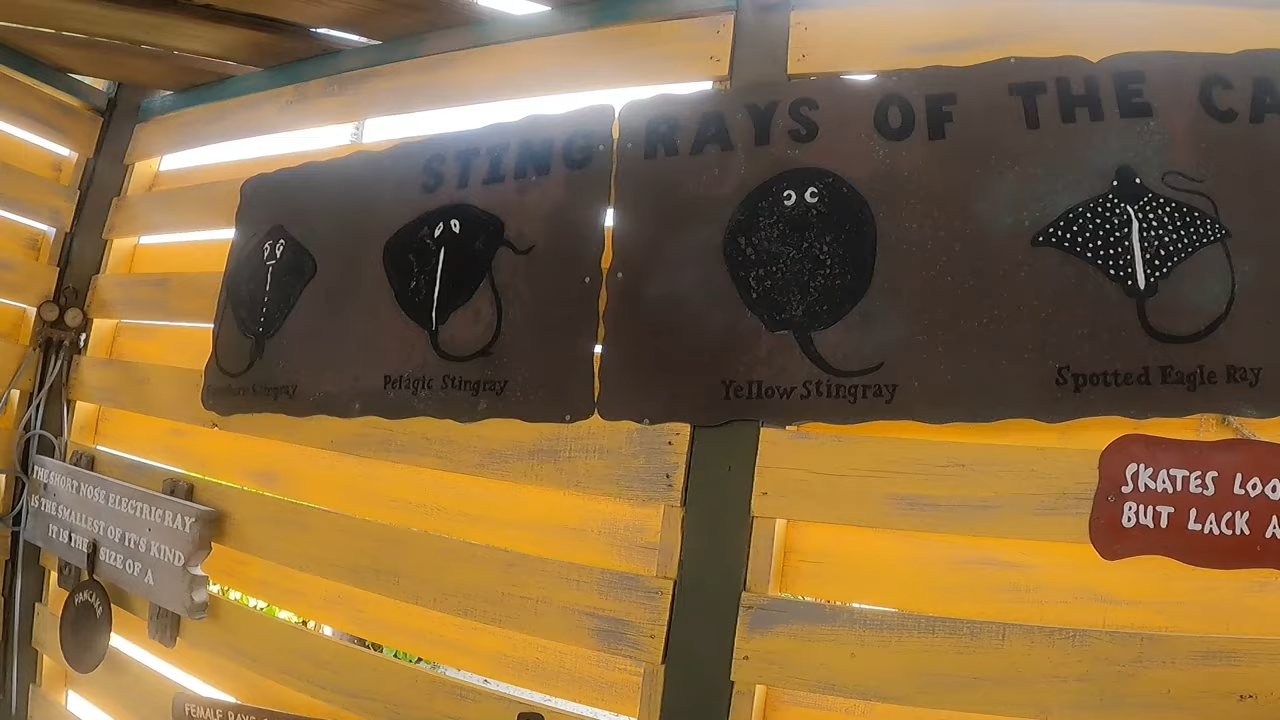 STING RAYS OF THE CA
Stingray
Pelagic Stingray
Yellow Stingray
Spotted Eagle Ray
SKATES LOO
BUT LACK A
THE SHORT NOSE ELECTRIC RAY
IS THE SMALLEST OF IT'S KIND
IT IS THE SIZE OF A
PANCAKE
FEMALE RAYS